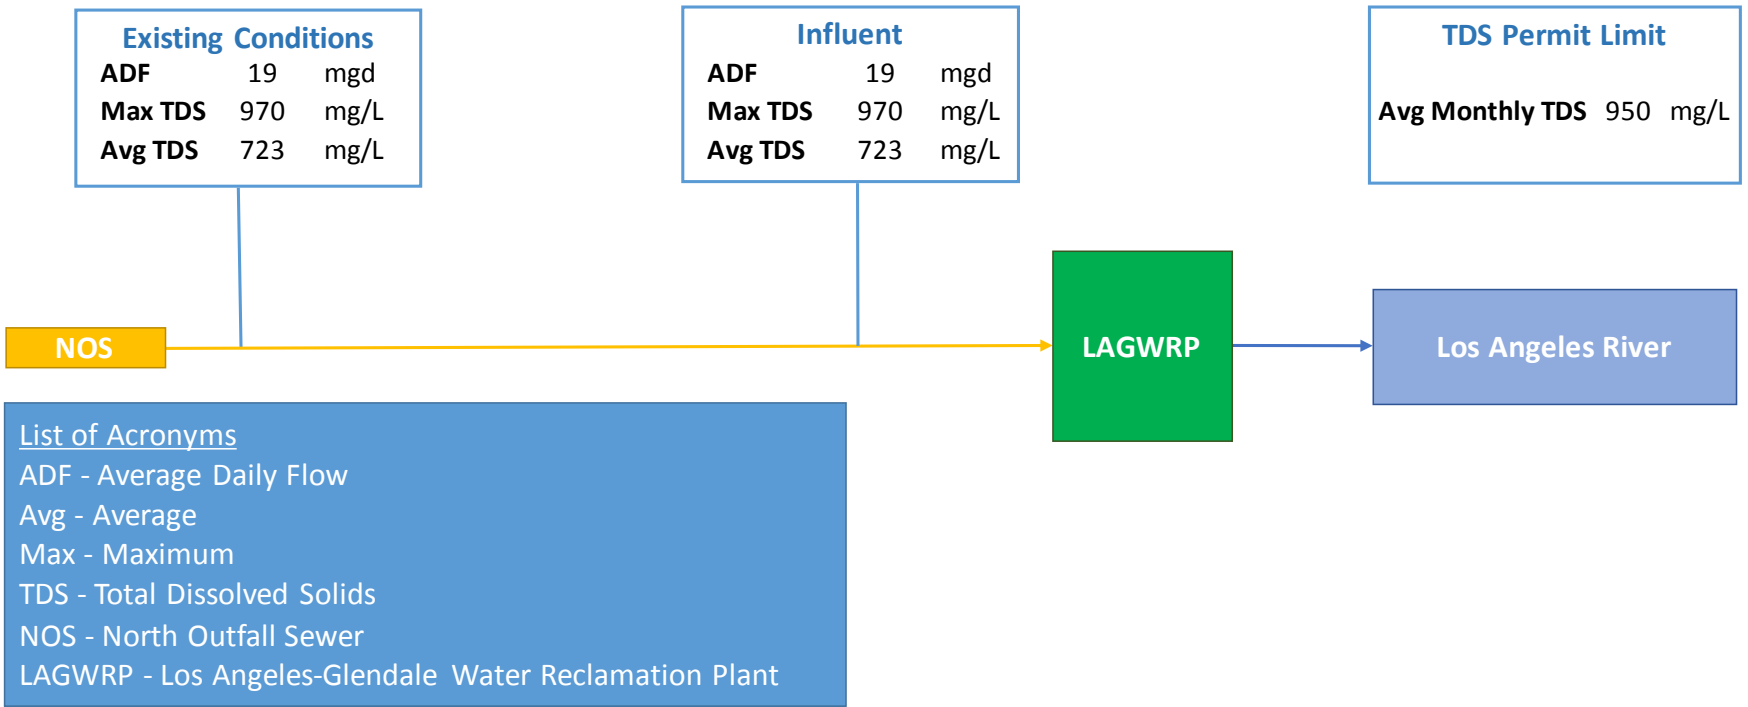 Existing Conditions
ADF 19 mgd
Max TDS 970 mg/L
Avg TDS 723 mg/L
Influent
ADF 19 mgd
Max TDS 970 mg/L
Avg TDS 723 mg/L
TDS Permit Limit
Avg Monthly TDS 950 mg/L
NOS
LAGWRP
Los Angeles River
List of Acronyms
ADF - Average Daily Flow
Avg - Average
Max - Maximum
TDS - Total Dissolved Solids
NOS - North Outfall Sewer
LAGWRP - Los Angeles-Glendale Water Reclamation Plant